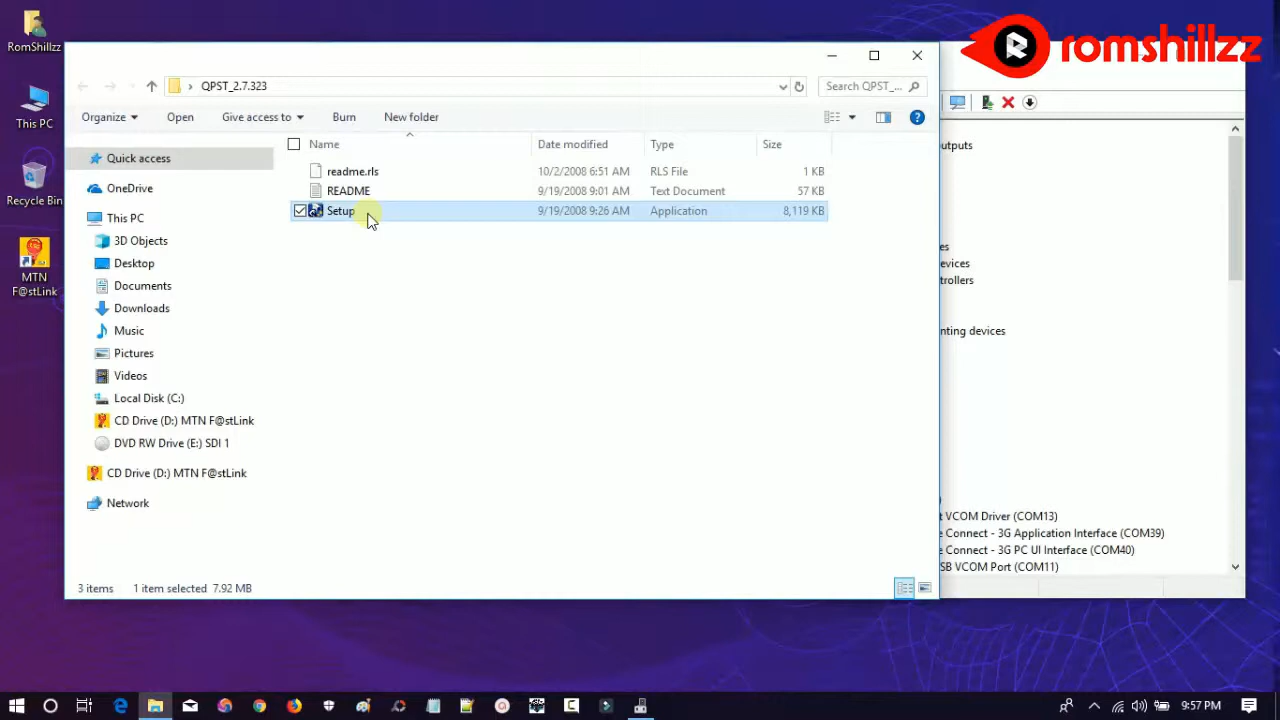 RomShillzz
This PC
Recycle Bin
MTN
F@stLink
romshillzz
QPST_2.7.323
Search QPST_...
Organize
Open
Give access to
Burn
New folder
Name
Date modified
Type
Size
readme.rls
10/2/2008 6:51 AM
RLS File
1 KB
README
9/19/2008 9:01 AM
Text Document
57 KB
Setup
9/19/2008 9:26 AM
Application
8,119 KB
Quick access
OneDrive
This PC
3D Objects
Desktop
Documents
Downloads
Music
Pictures
Videos
Local Disk (C:)
CD Drive (D:) MTN F@stLink
DVD RW Drive (E:) SDI 1
CD Drive (D:) MTN F@stLink
Network
3 items
1 item selected 7.92 MB
outputs
es
evices
ntrollers
nting devices
)
t VCOM Driver (COM13)
e Connect - 3G Application Interface (COM39)
e Connect - 3G PC UI Interface (COM40)
SB VCOM Port (COM11)
9:57 PM